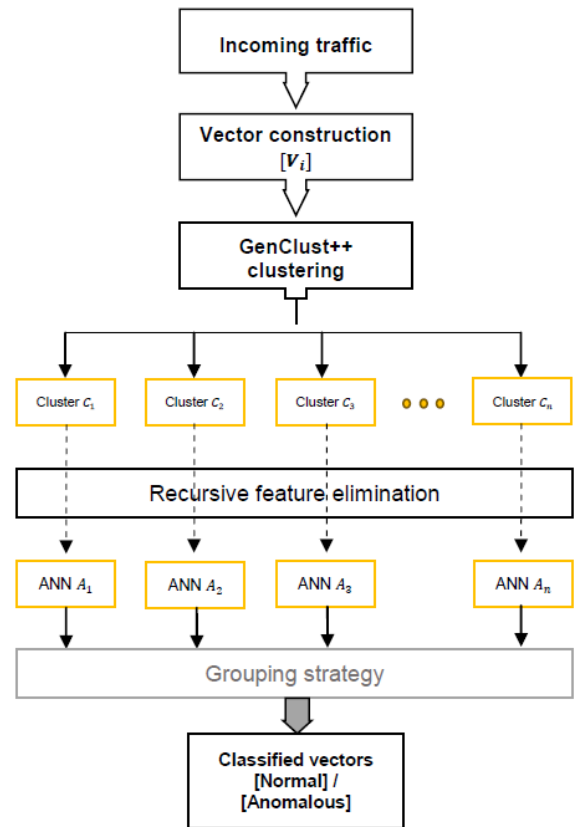 Incoming traffic
Vector construction
[𝑽𝒊]
GenClust++
clustering
Cluster 𝐶₁
Cluster 𝐶₂
Cluster 𝐶₃
Cluster 𝐶ₙ
Recursive feature elimination
ANN 𝐴₁
ANN 𝐴₂
ANN 𝐴₃
ANN 𝐴ₙ
Grouping strategy
Classified vectors
[Normal] /
[Anomalous]